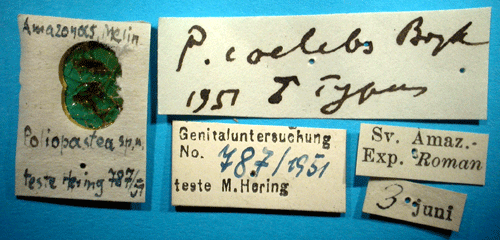 Amazonas, Melin.
Poliopastea sp. n.
teste Hering 787/51
P. coelebs Bryk
1951 ♂ Typus
Genitaluntersuchung
No. 787/1951
teste M. Hering
Sv. Amaz.-
Exp. Roman
3 juni